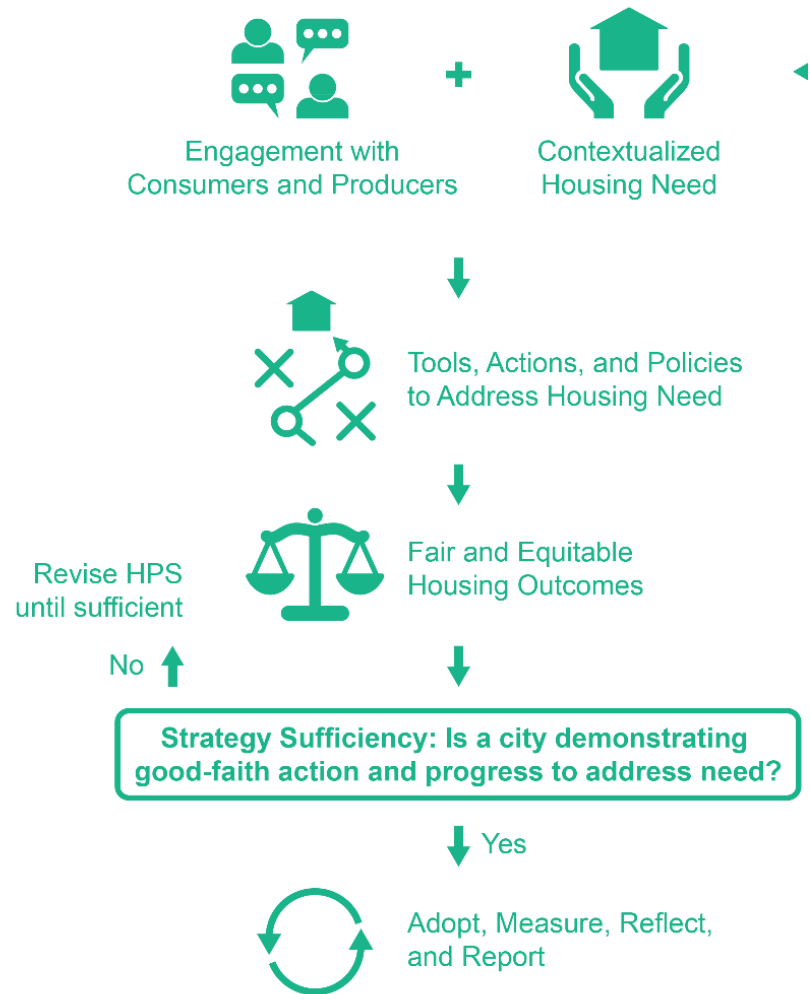 Engagement with
Consumers and Producers
+
Contextualized
Housing Need
Tools, Actions, and Policies
to Address Housing Need
Fair and Equitable
Housing Outcomes
Revise HPS
until sufficient
No
Strategy Sufficiency: Is a city demonstrating
good-faith action and progress to address need?
Yes
Adopt, Measure, Reflect,
and Report